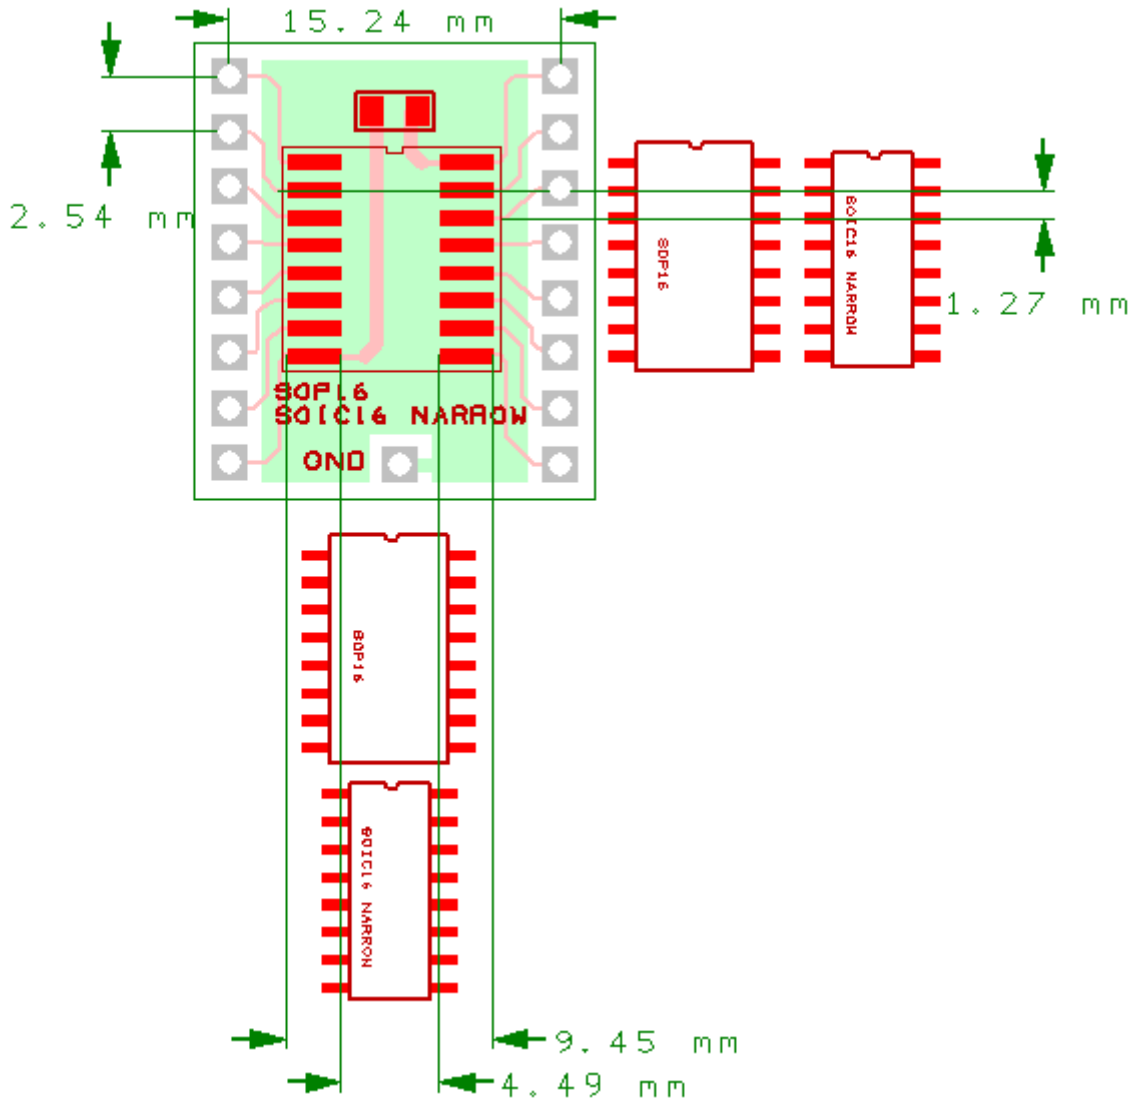 15.24 mm
2.54 mm
SOP16
SOIC16 NARROW
1.27 mm
SOP16
SOIC16 NARROW
GND
SOP16
SOIC16 NARROW
9.45 mm
4.49 mm